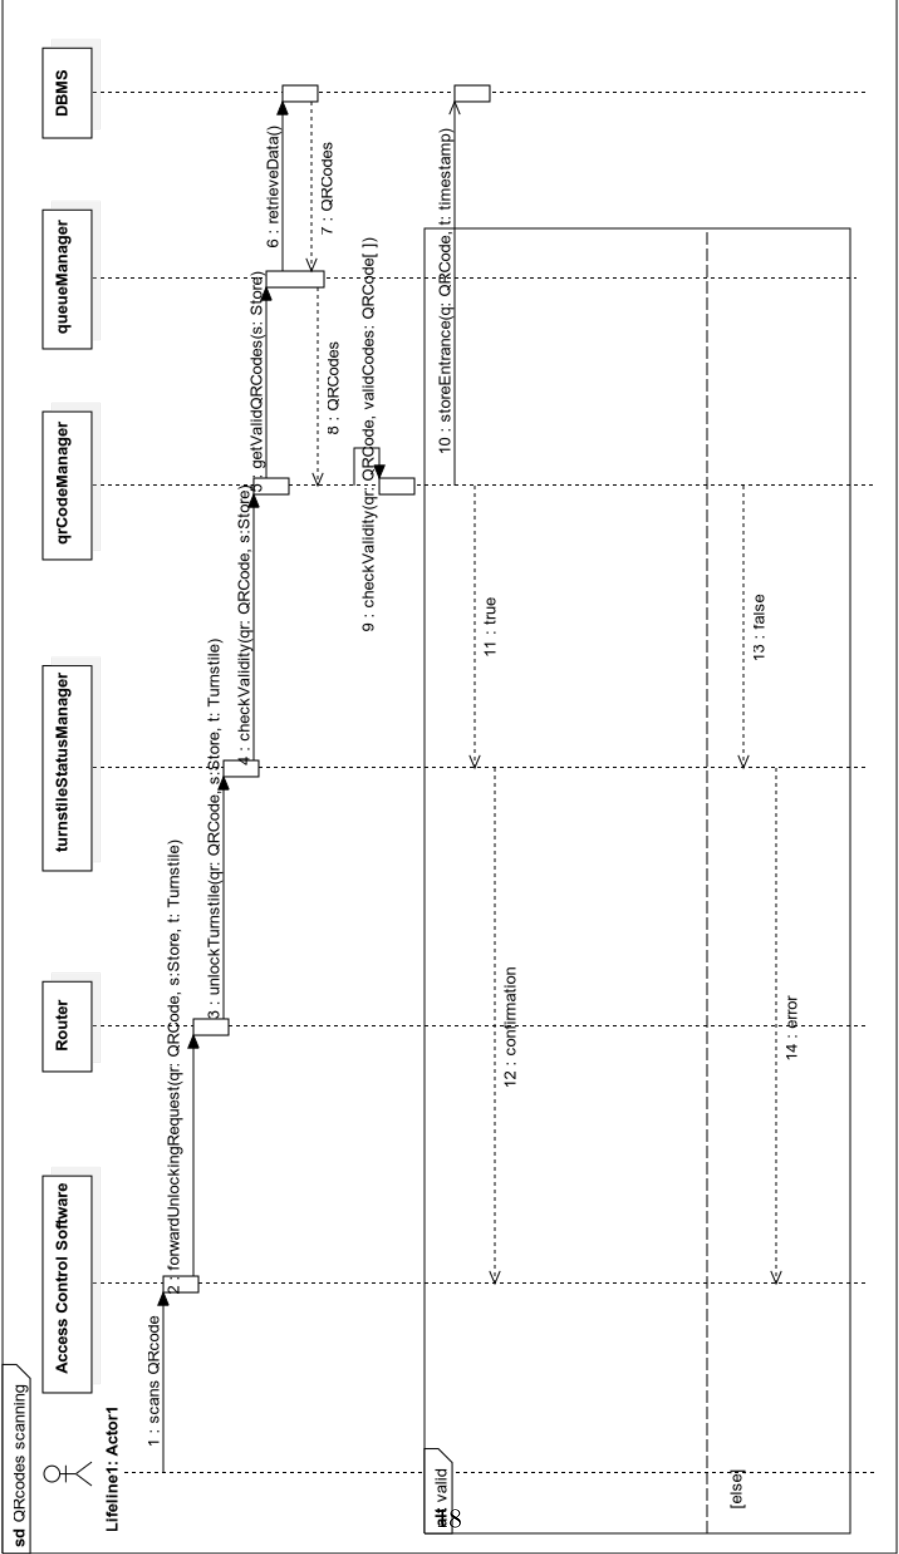 sd QRcodes scanning
Lifeline1: Actor1
Access Control Software
Router
turnstileStatusManager
qrCodeManager
queueManager
DBMS
1 : scans QRcode
2 : forwardUnlockingRequest(qr: QRCode, s:Store, t: Turnstile)
3 : unlockTurnstile(qr: QRCode, s:Store, t: Turnstile)
4 : checkValidity(qr: QRCode, s:Store)
5 : getValidQRCodes(s: Store)
6 : retrieveData()
7 : QRCodes
8 : QRCodes
9 : checkValidity(qr: QRCode, validCodes: QRCode[ ])
alt valid
10 : storeEntrance(q: QRCode, t: timestamp)
11 : true
12 : confirmation
[else]
13 : false
14 : error